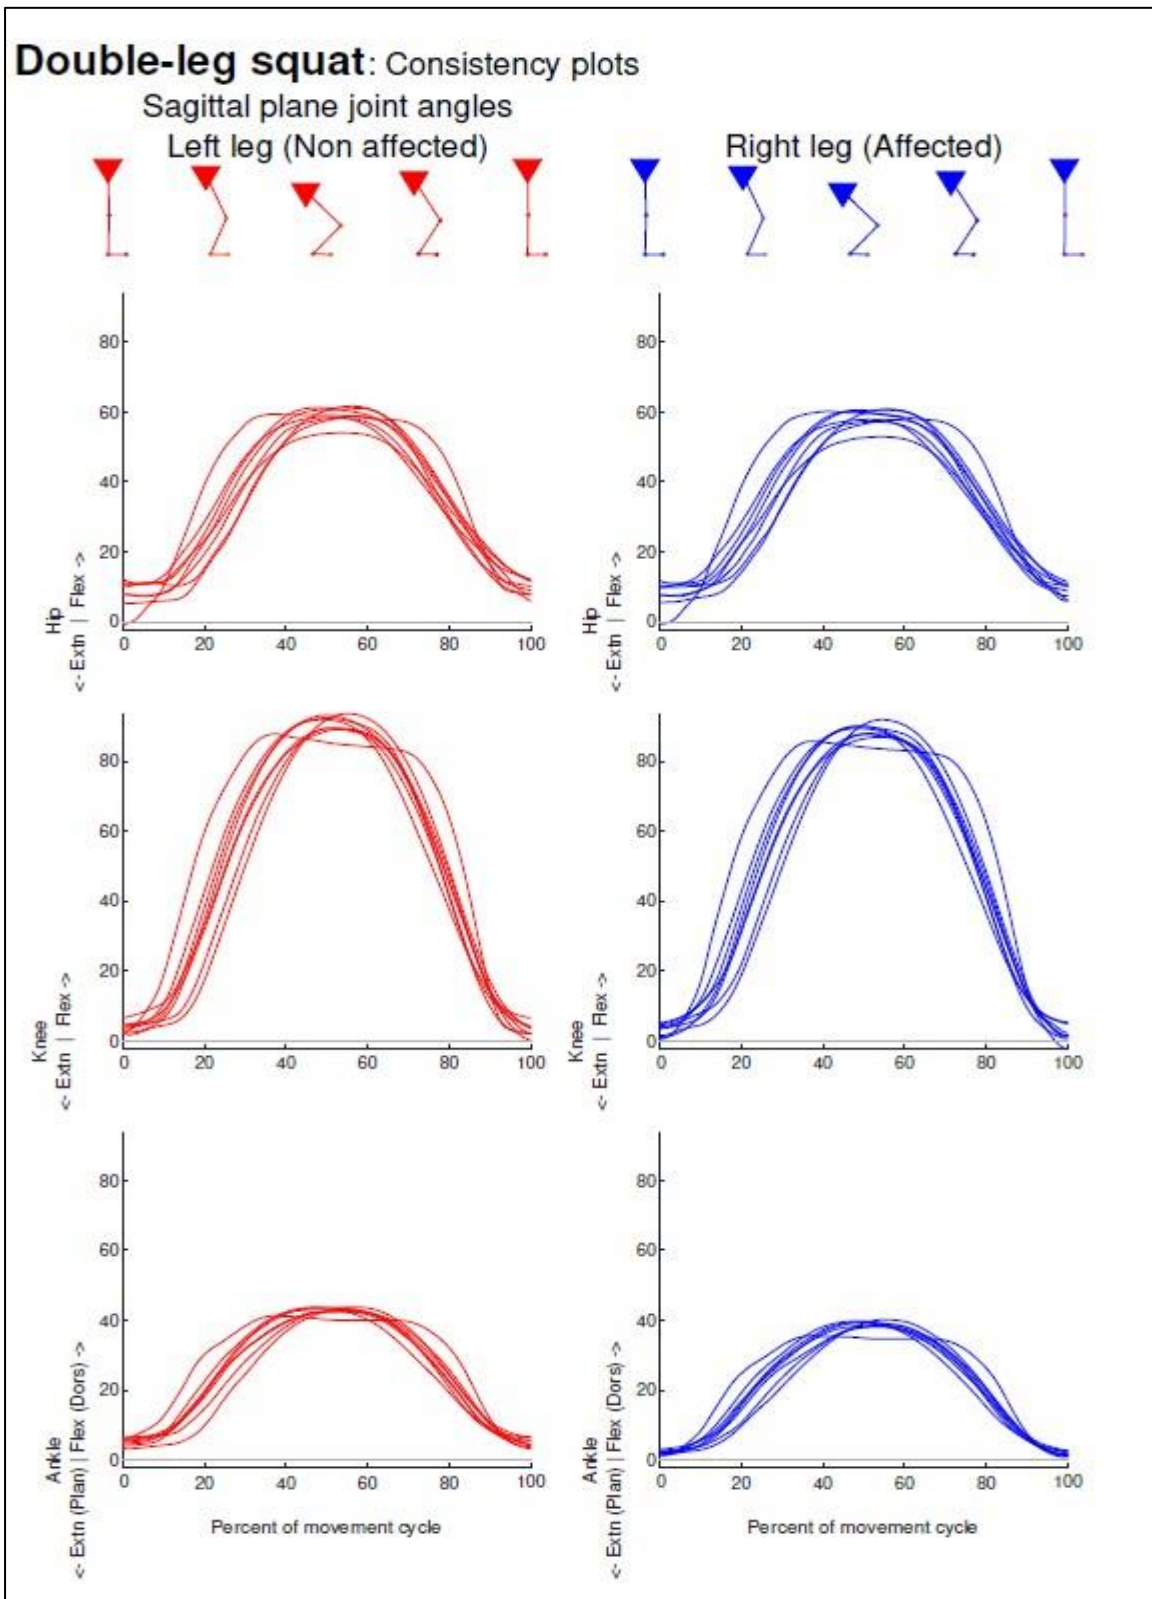 Double-leg squat: Consistency plots
Sagittal plane joint angles
Left leg (Non affected)
Right leg (Affected)
80
60
40
20
0
0 20 40 60 80 100
Hip
<- Extn | Flex ->
80
60
40
20
0
0 20 40 60 80 100
Hip
<- Extn | Flex ->
80
60
40
20
0
0 20 40 60 80 100
Knee
<- Extn | Flex ->
80
60
40
20
0
0 20 40 60 80 100
Knee
<- Extn | Flex ->
80
60
40
20
0
0 20 40 60 80 100
Ankle
<- Extn (Plan) | Flex (Dors) ->
Percent of movement cycle
80
60
40
20
0
0 20 40 60 80 100
Ankle
<- Extn (Plan) | Flex (Dors) ->
Percent of movement cycle